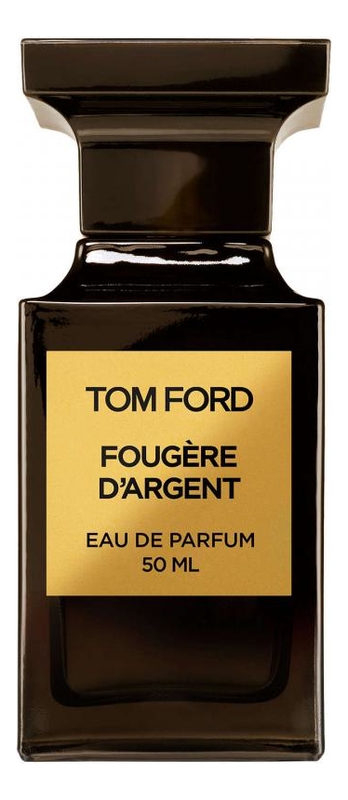 TOM FORD
FOUGÈRE
D'ARGENT
EAU DE PARFUM
50 ML